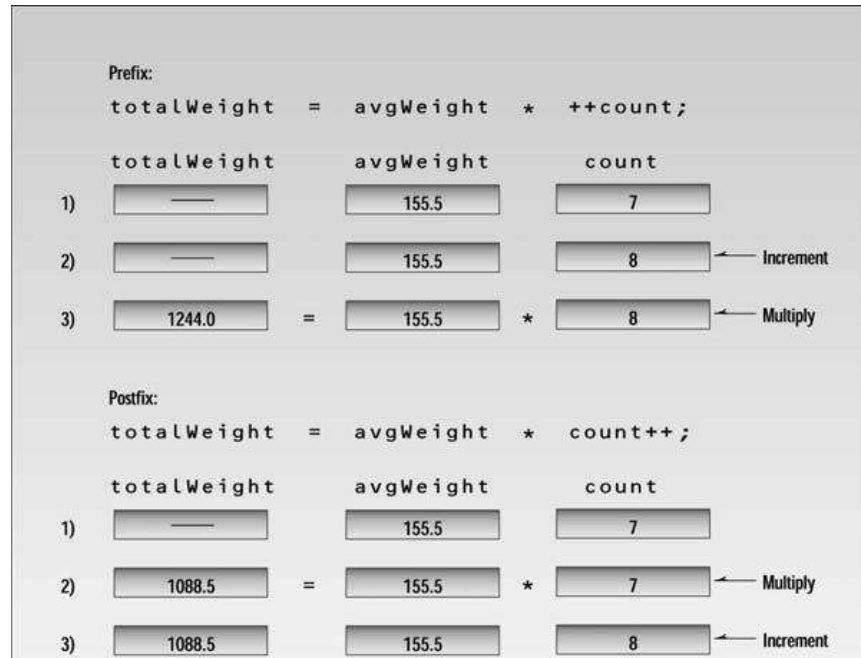 Prefix:
totalWeight = avgWeight * ++count;
totalWeight avgWeight count
1) — 155.5 7
2) — 155.5 8 Increment
3) 1244.0 = 155.5 * 8 Multiply
Postfix:
totalWeight = avgWeight * count++;
totalWeight avgWeight count
1) — 155.5 7
2) 1088.5 = 155.5 * 7 Multiply
3) 1088.5 155.5 8 Increment